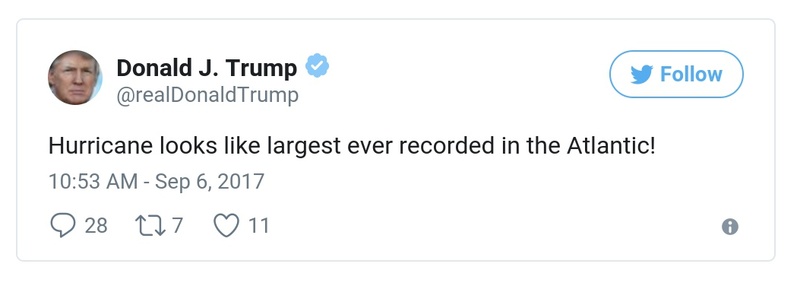 Donald J. Trump
@realDonaldTrump
Follow
Hurricane looks like largest ever recorded in the Atlantic!
10:53 AM - Sep 6, 2017
28 7 11